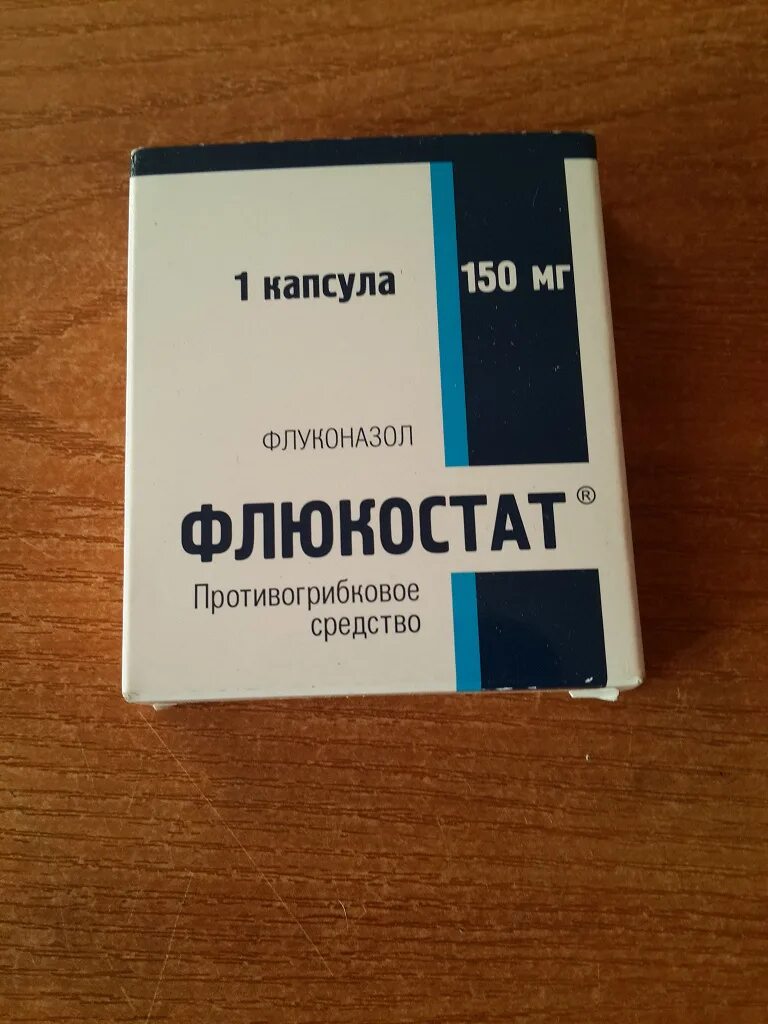 1 капсула
150 мг
ФЛУКОНАЗОЛ
ФЛЮКОСТАТ®
Противогрибковое
средство